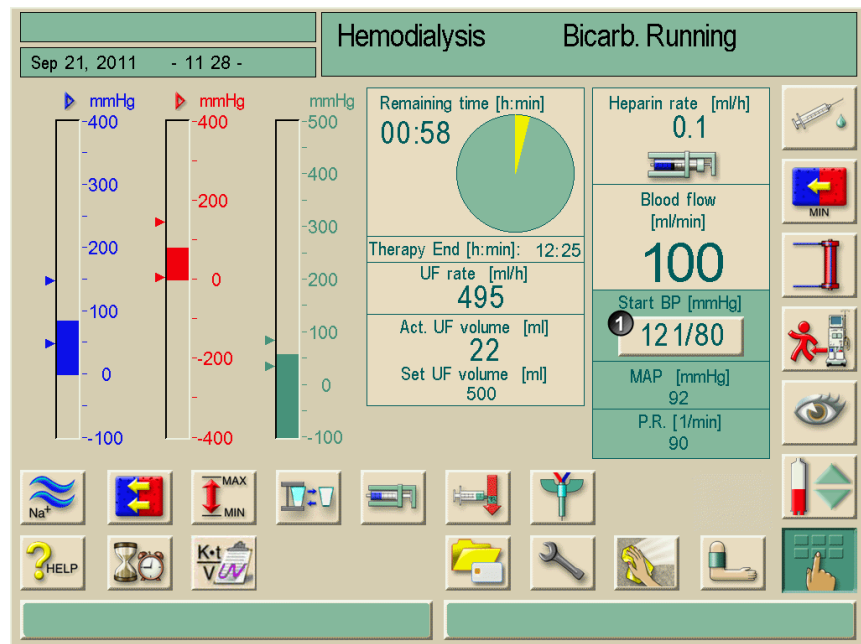 Hemodialysis Bicarb. Running
Sep 21, 2011 - 11 28 -
mmHg
400
300
200
100
0
-100
mmHg
400
200
0
-200
-400
mmHg
500
400
300
200
100
0
-100
Remaining time [h:min]
00:58
Therapy End [h:min]: 12:25
UF rate [ml/h]
495
Act. UF volume [ml]
22
Set UF volume [ml]
500
Heparin rate [ml/h]
0.1
Blood flow
[ml/min]
100
Start BP [mmHg]
1
121/80
MAP [mmHg]
92
P.R. [1/min]
90
MIN
Na+
MAX
MIN
HELP
K•t
V